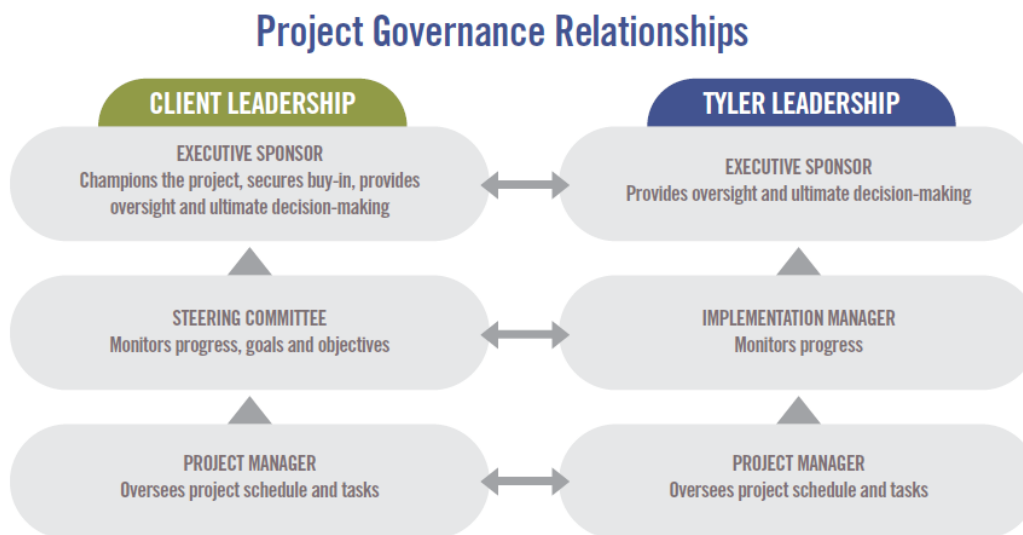 Project Governance Relationships
CLIENT LEADERSHIP
EXECUTIVE SPONSOR
Champions the project, secures buy-in, provides
oversight and ultimate decision-making
STEERING COMMITTEE
Monitors progress, goals and objectives
PROJECT MANAGER
Oversees project schedule and tasks
TYLER LEADERSHIP
EXECUTIVE SPONSOR
Provides oversight and ultimate decision-making
IMPLEMENTATION MANAGER
Monitors progress
PROJECT MANAGER
Oversees project schedule and tasks